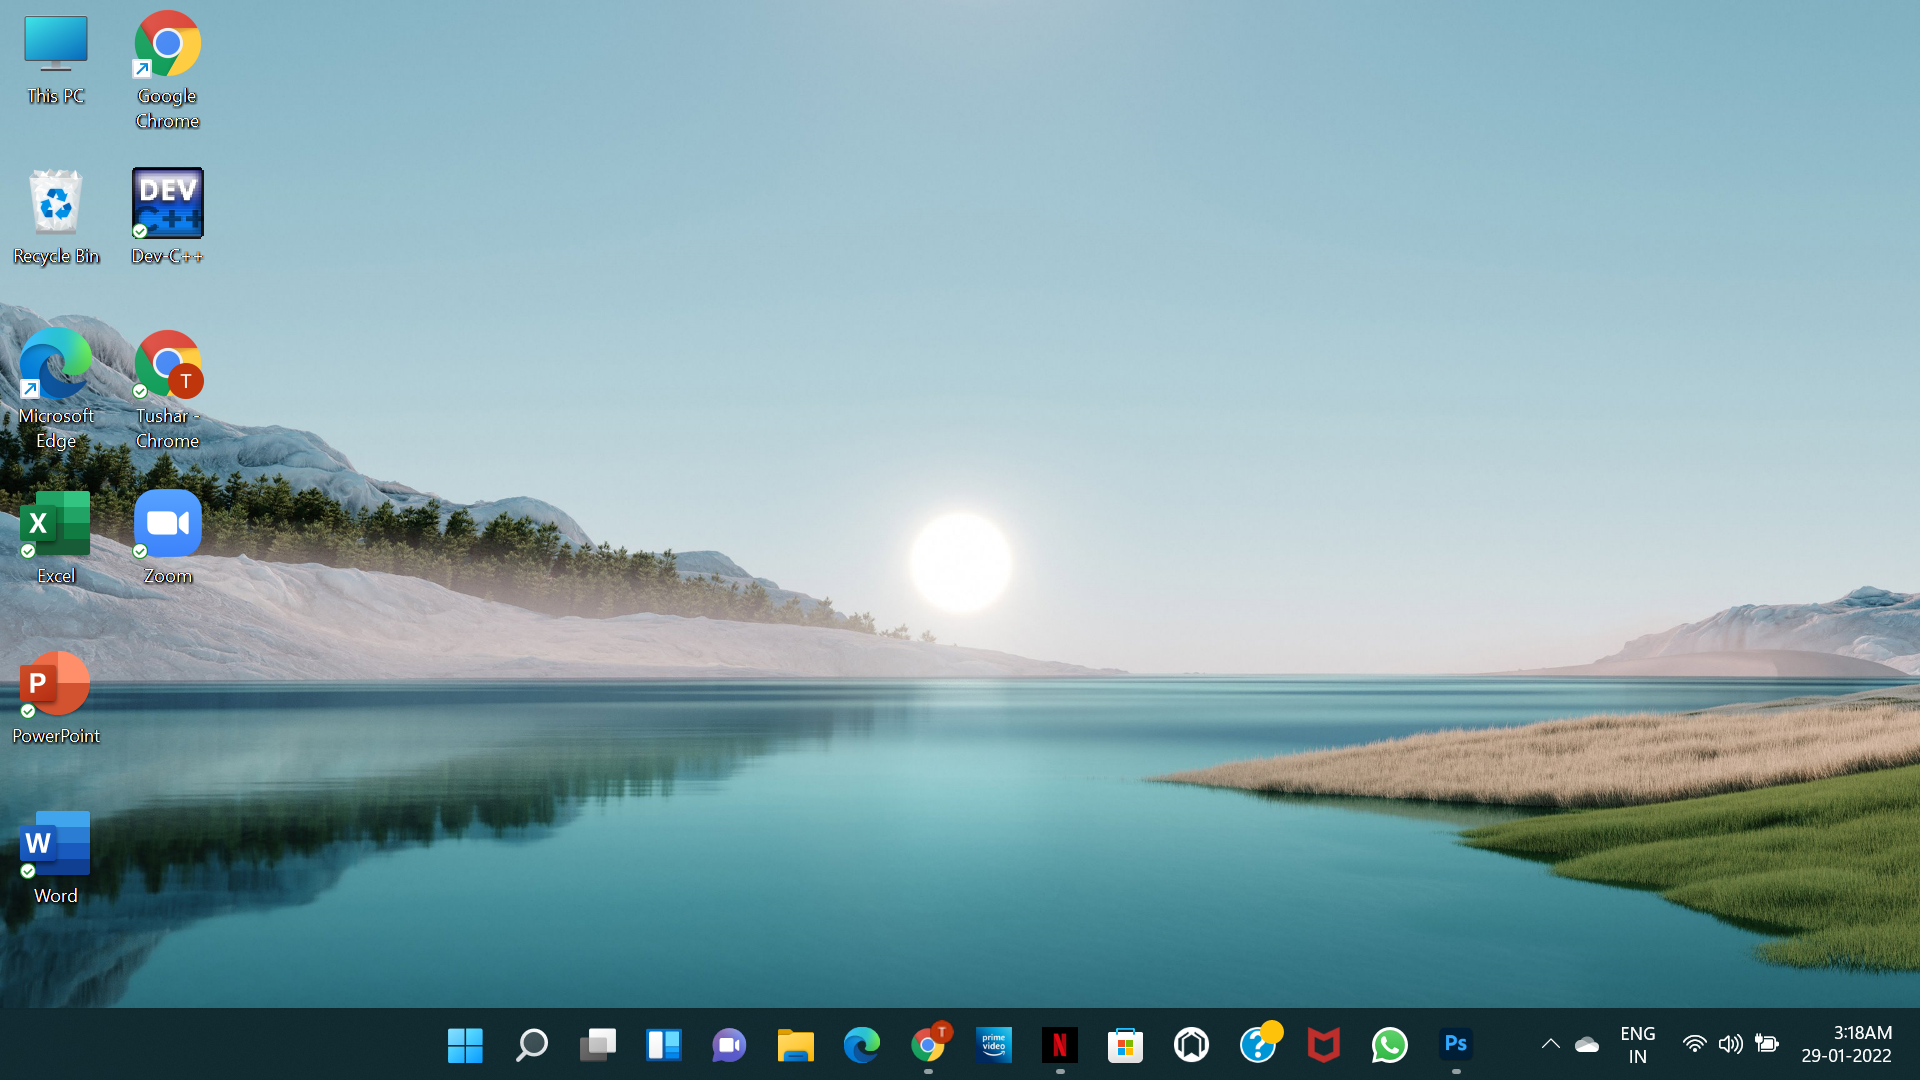 This PC
Google
Chrome
Recycle Bin
DEV
C++
Dev-C++
Microsoft
Edge
T
Tushar -
Chrome
X
Excel
Zoom
P
PowerPoint
W
Word
T
prime
video
N
?
Ps
ENG
IN
3:18AM
29-01-2022